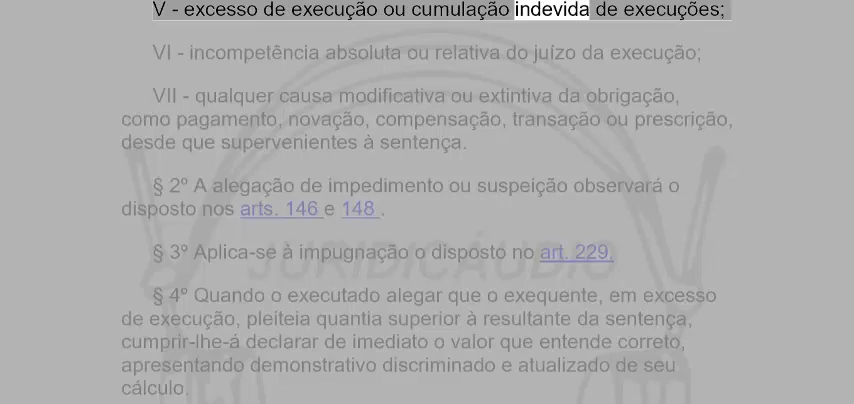 V - excesso de execução ou cumulação indevida de execuções;
VI - incompetência absoluta ou relativa do juízo da execução;
VII - qualquer causa modificativa ou extintiva da obrigação,
como pagamento, novação, compensação, transação ou prescrição,
desde que supervenientes à sentença.
§ 2º A alegação de impedimento ou suspeição observará o
disposto nos arts. 146 e 148 .
§ 3º Aplica-se à impugnação o disposto no art. 229.
JURIDICÁUDIO
§ 4º Quando o executado alegar que o exequente, em excesso
de execução, pleiteia quantia superior à resultante da sentença,
cumprir-lhe-á declarar de imediato o valor que entende correto,
apresentando demonstrativo discriminado e atualizado de seu
cálculo.